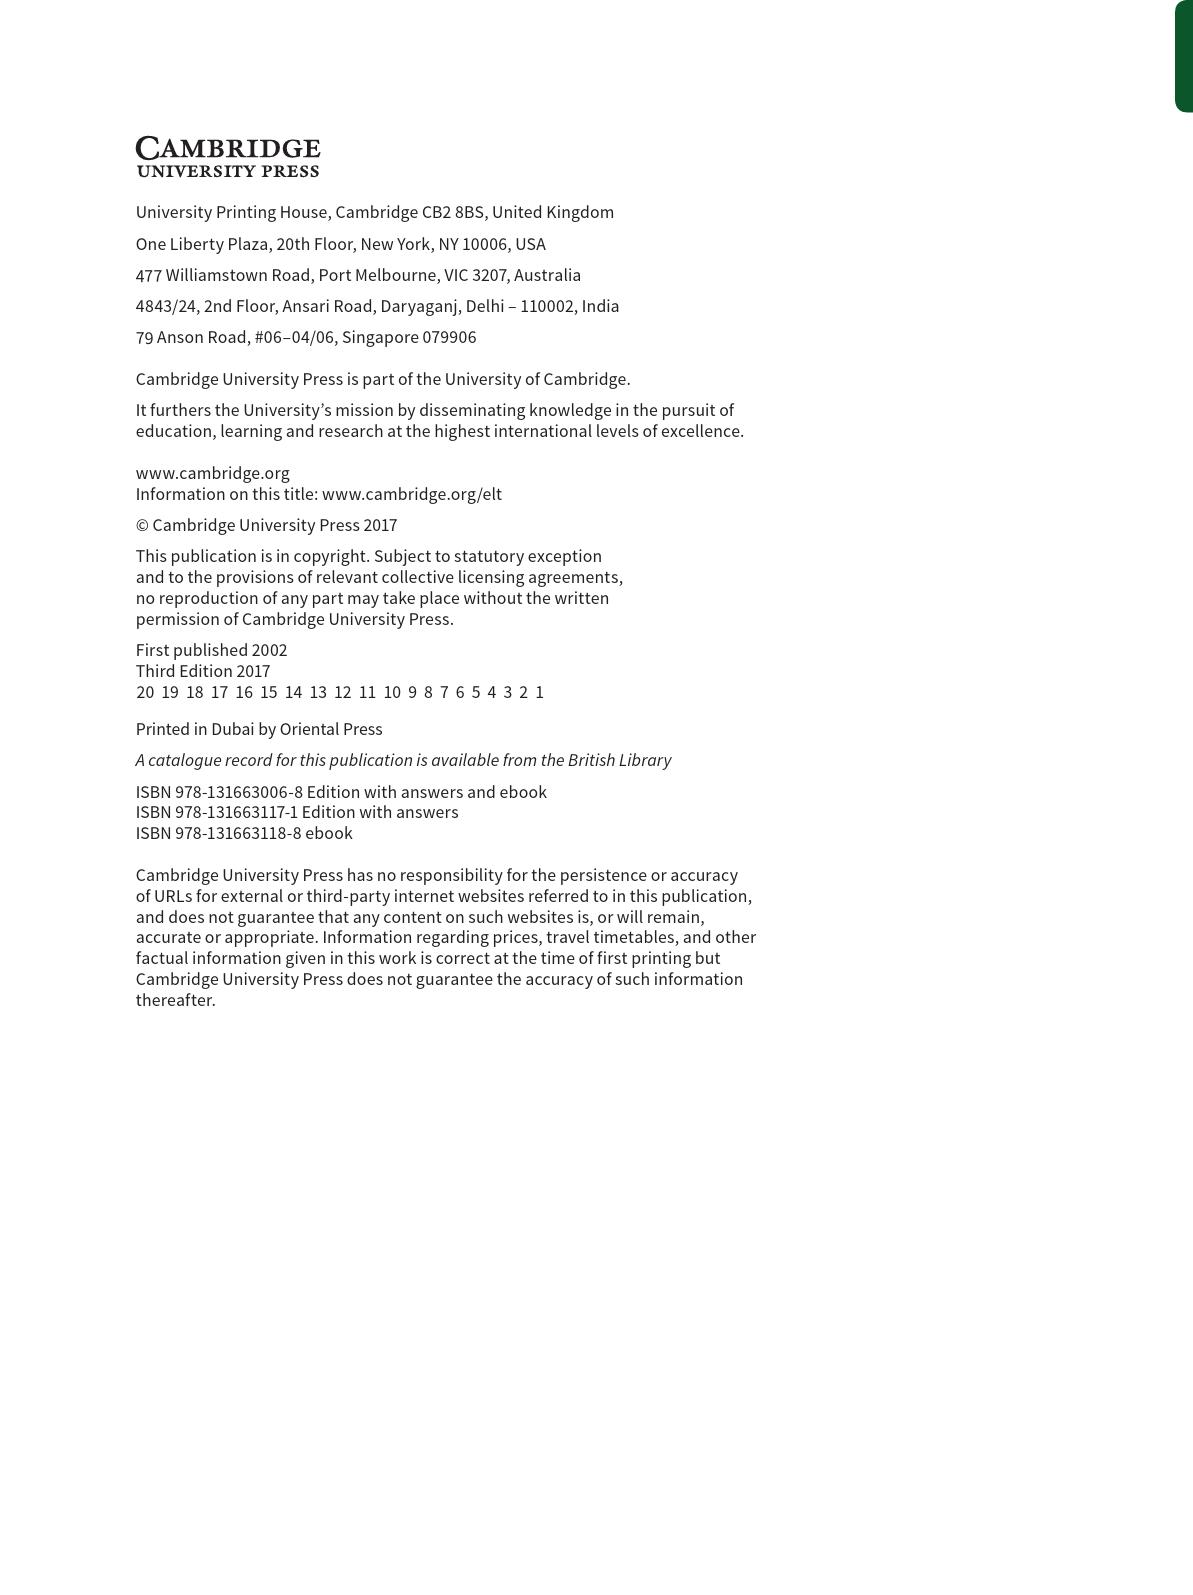 CAMBRIDGE
UNIVERSITY PRESS
University Printing House, Cambridge CB2 8BS, United Kingdom
One Liberty Plaza, 20th Floor, New York, NY 10006, USA
477 Williamstown Road, Port Melbourne, VIC 3207, Australia
4843/24, 2nd Floor, Ansari Road, Daryaganj, Delhi – 110002, India
79 Anson Road, #06–04/06, Singapore 079906
Cambridge University Press is part of the University of Cambridge.
It furthers the University’s mission by disseminating knowledge in the pursuit of
education, learning and research at the highest international levels of excellence.
www.cambridge.org
Information on this title: www.cambridge.org/elt
© Cambridge University Press 2017
This publication is in copyright. Subject to statutory exception
and to the provisions of relevant collective licensing agreements,
no reproduction of any part may take place without the written
permission of Cambridge University Press.
First published 2002
Third Edition 2017
20 19 18 17 16 15 14 13 12 11 10 9 8 7 6 5 4 3 2 1
Printed in Dubai by Oriental Press
A catalogue record for this publication is available from the British Library
ISBN 978-131663006-8 Edition with answers and ebook
ISBN 978-131663117-1 Edition with answers
ISBN 978-131663118-8 ebook
Cambridge University Press has no responsibility for the persistence or accuracy
of URLs for external or third-party internet websites referred to in this publication,
and does not guarantee that any content on such websites is, or will remain,
accurate or appropriate. Information regarding prices, travel timetables, and other
factual information given in this work is correct at the time of first printing but
Cambridge University Press does not guarantee the accuracy of such information
thereafter.